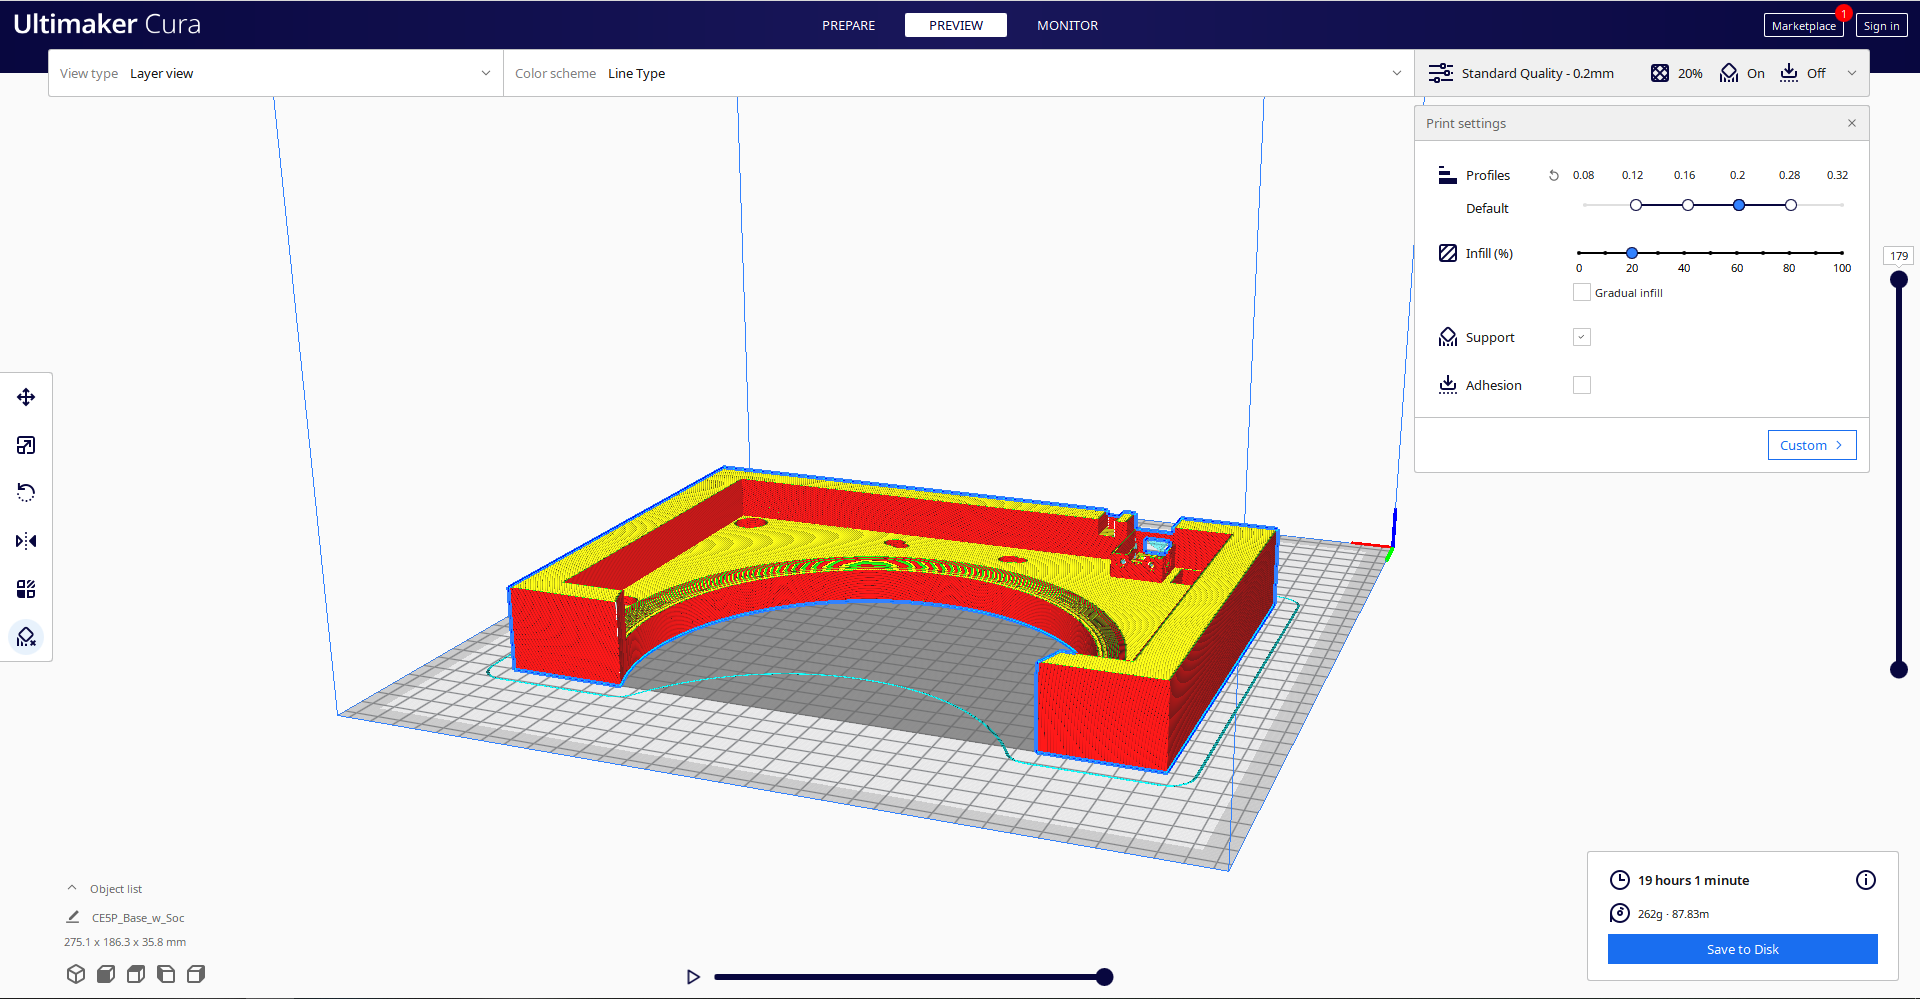 Ultimaker Cura
PREPARE PREVIEW MONITOR
Marketplace 1 Sign in
View type Layer view
Color scheme Line Type
Standard Quality - 0.2mm 20% On Off
Print settings
Profiles 0.08 0.12 0.16 0.2 0.28 0.32
Default
Infill (%)
0 20 40 60 80 100
Gradual infill
Support
Adhesion
Custom
179
Object list
CE5P_Base_w_Soc
275.1 x 186.3 x 35.8 mm
19 hours 1 minute
262g · 87.83m
Save to Disk